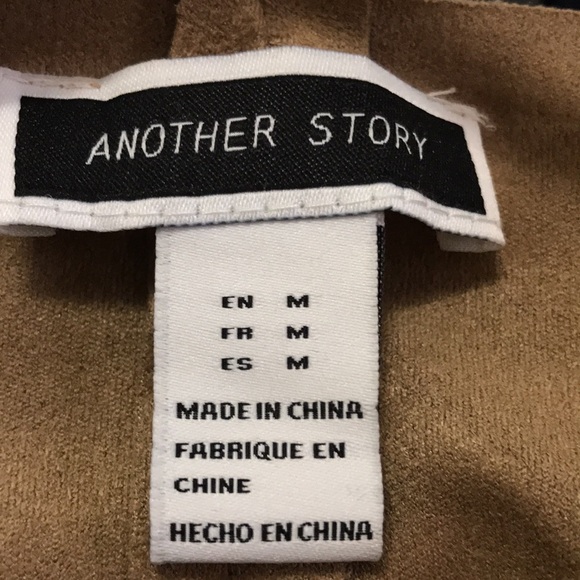 ANOTHER STORY
EN M
FR M
ES M
MADE IN CHINA
FABRIQUE EN
CHINE
HECHO EN CHINA